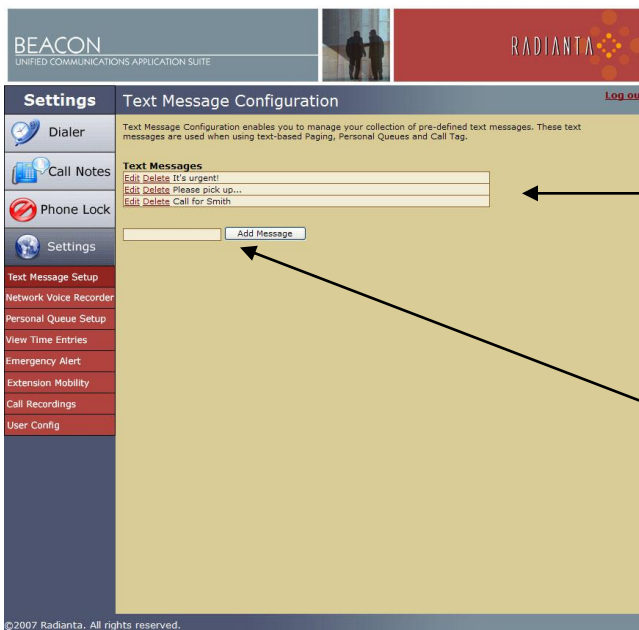 BEACON
UNIFIED COMMUNICATIONS APPLICATION SUITE
RADIANTA
Settings
Text Message Configuration
Log ou
Dialer
Text Message Configuration enables you to manage your collection of pre-defined text messages. These text
messages are used when using text-based Paging, Personal Queues and Call Tag.
Call Notes
Text Messages
Edit Delete It's urgent!
Edit Delete Please pick up...
Edit Delete Call for Smith
Phone Lock
Add Message
Settings
Text Message Setup
Network Voice Recorder
Personal Queue Setup
View Time Entries
Emergency Alert
Extension Mobility
Call Recordings
User Config
©2007 Radianta. All rights reserved.